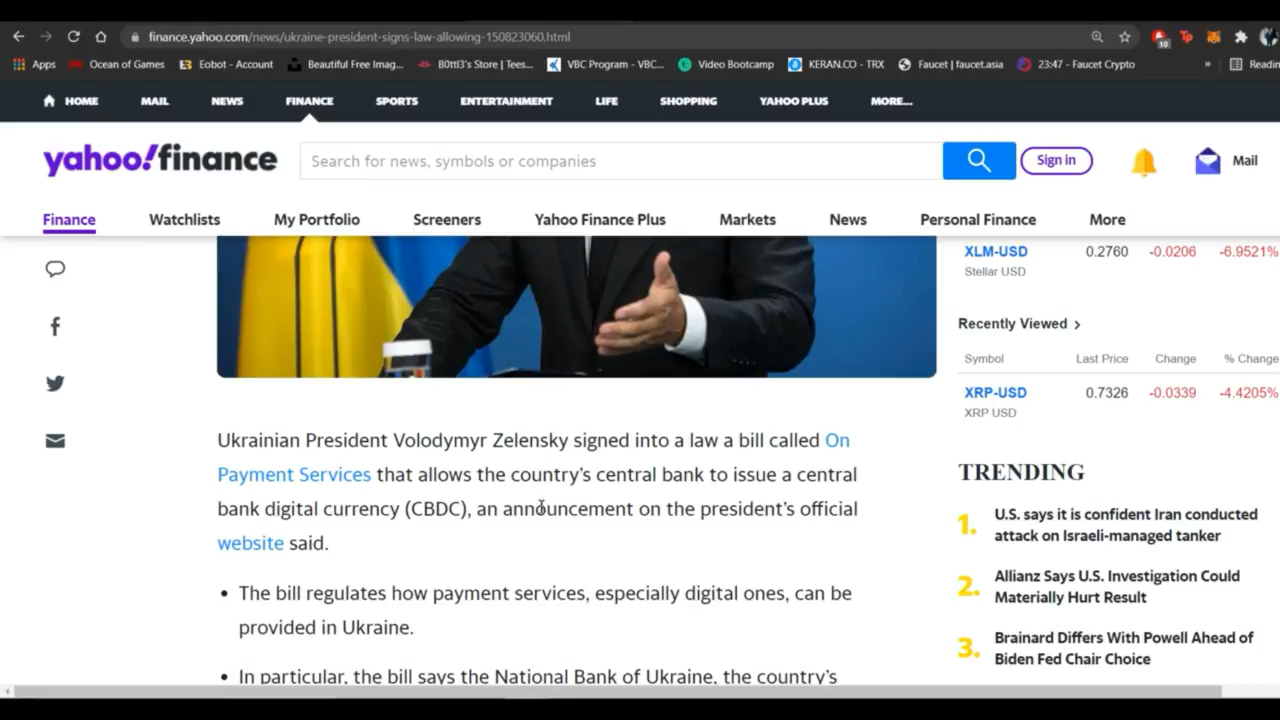 finance.yahoo.com/news/ukraine-president-signs-law-allowing-150823060.html
Apps Ocean of Games Eobot - Account Beautiful Free Imag... B0ttl3's Store | Tees... VBC Program - VBC... Video Bootcamp KERAN.CO - TRX Faucet | faucet.asia 23:47 - Faucet Crypto » Readin
10
HOME MAIL NEWS FINANCE SPORTS ENTERTAINMENT LIFE SHOPPING YAHOO PLUS MORE...
yahoo!finance Search for news, symbols or companies Sign in Mail
Finance Watchlists My Portfolio Screeners Yahoo Finance Plus Markets News Personal Finance More
XLM-USD 0.2760 -0.0206 -6.9521%
Stellar USD
Recently Viewed >
Symbol Last Price Change % Change
XRP-USD 0.7326 -0.0339 -4.4205%
XRP USD
Ukrainian President Volodymyr Zelensky signed into a law a bill called On
Payment Services that allows the country's central bank to issue a central
bank digital currency (CBDC), an announcement on the president's official
website said.
• The bill regulates how payment services, especially digital ones, can be
provided in Ukraine.
• In particular, the bill says the National Bank of Ukraine, the country's
TRENDING
1. U.S. says it is confident Iran conducted
attack on Israeli-managed tanker
2. Allianz Says U.S. Investigation Could
Materially Hurt Result
3. Brainard Differs With Powell Ahead of
Biden Fed Chair Choice